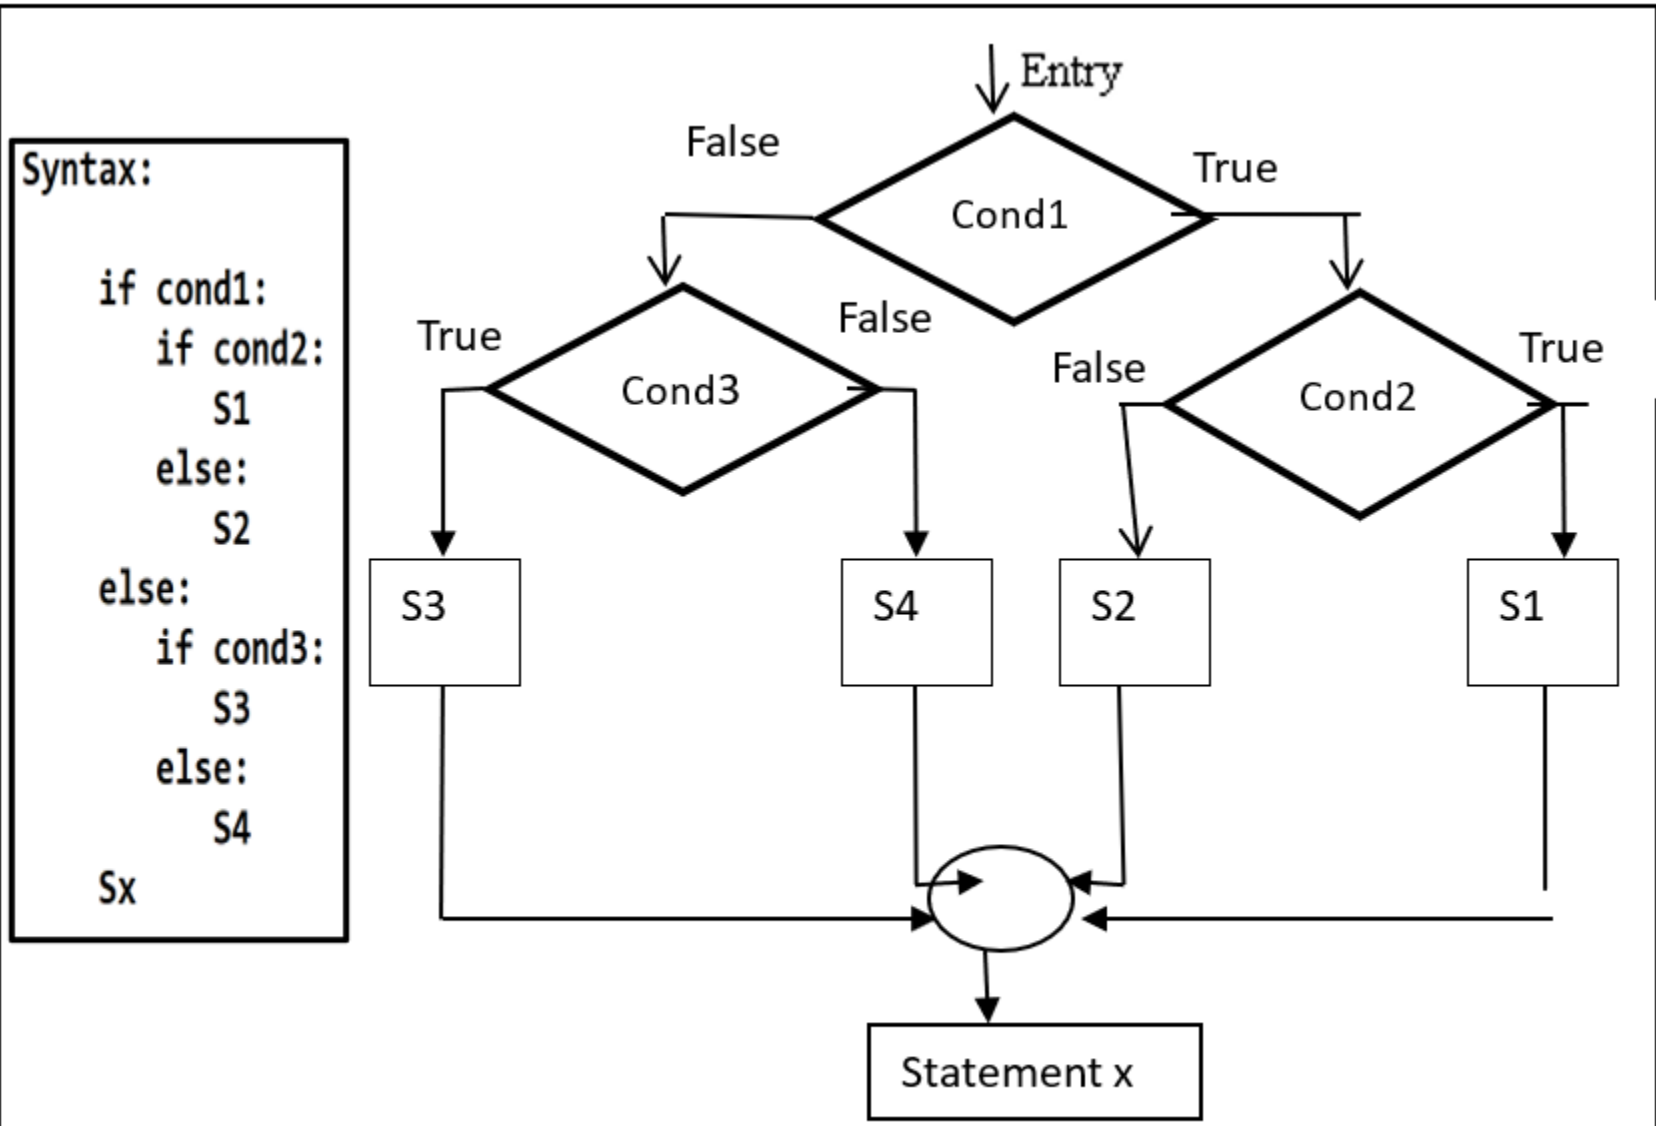 Syntax:
if cond1:
if cond2:
S1
else:
S2
else:
if cond3:
S3
else:
S4
Sx
Entry
False
True
Cond1
True
False
False
True
Cond3
Cond2
S3
S4
S2
S1
Statement x